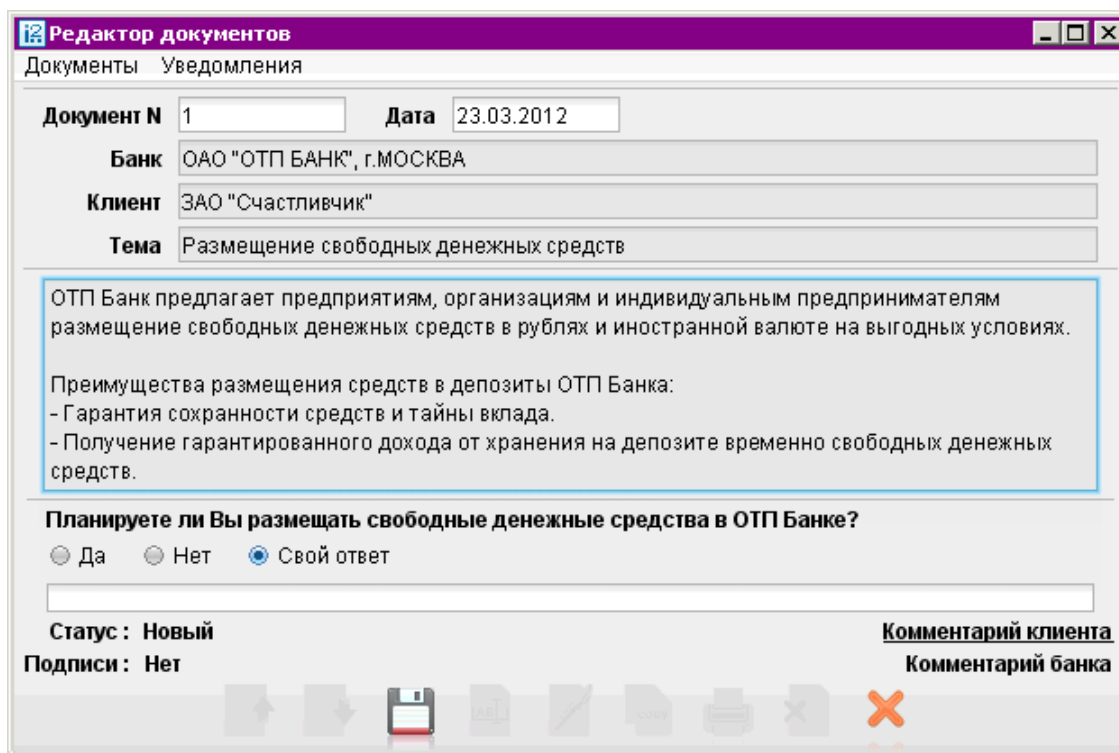 Редактор документов
Документы Уведомления
Документ N 1 Дата 23.03.2012
Банк ОАО "ОТП БАНК", г.МОСКВА
Клиент ЗАО "Счастливчик"
Тема Размещение свободных денежных средств
ОТП Банк предлагает предприятиям, организациям и индивидуальным предпринимателям
размещение свободных денежных средств в рублях и иностранной валюте на выгодных условиях.
Преимущества размещения средств в депозиты ОТП Банка:
- Гарантия сохранности средств и тайны вклада.
- Получение гарантированного дохода от хранения на депозите временно свободных денежных
средств.
Планируете ли Вы размещать свободные денежные средства в ОТП Банке?
Да Нет Свой ответ
Статус : Новый Комментарий клиента
Подписи : Нет Комментарий банка